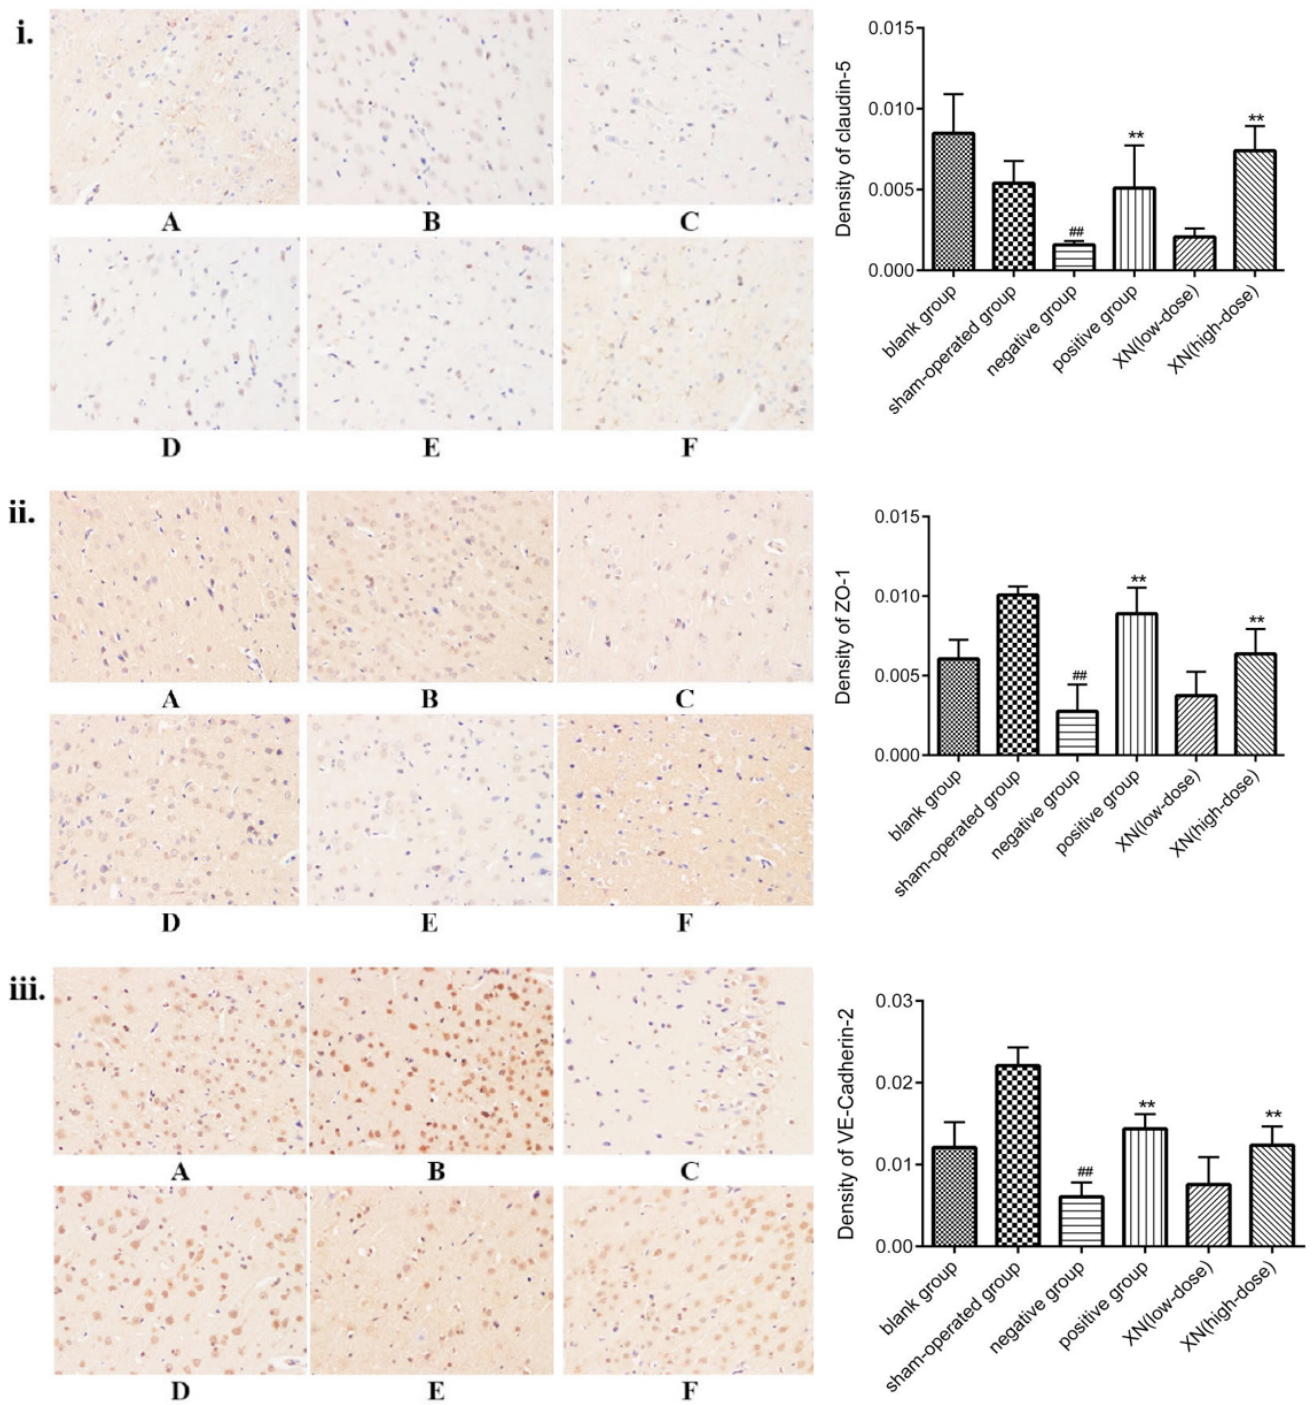 i.
A
B
C
D
E
F
Density of claudin-5
0.015
0.010
0.005
0.000
##
**
**
blank group
sham-operated group
negative group
positive group
XN(low-dose)
XN(high-dose)
ii.
A
B
C
D
E
F
Density of ZO-1
0.015
0.010
0.005
0.000
##
**
**
blank group
sham-operated group
negative group
positive group
XN(low-dose)
XN(high-dose)
iii.
A
B
C
D
E
F
Density of VE-Cadherin-2
0.03
0.02
0.01
0.00
##
**
**
blank group
sham-operated group
negative group
positive group
XN(low-dose)
XN(high-dose)